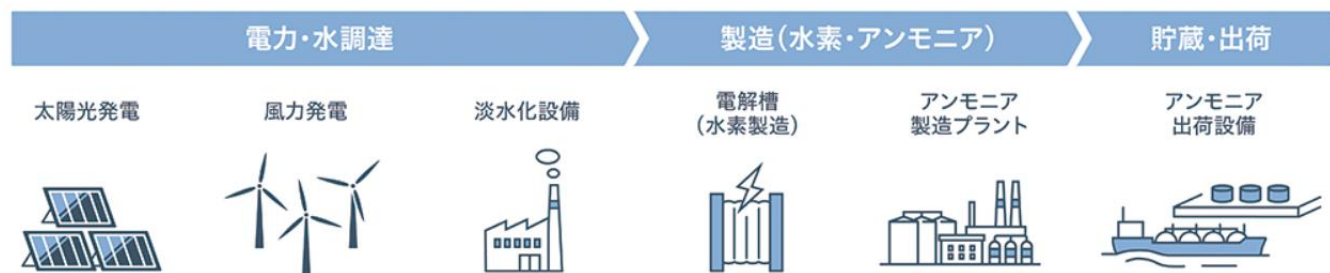 電力・水調達
製造(水素・アンモニア)
貯蔵・出荷
太陽光発電
風力発電
淡水化設備
電解槽
(水素製造)
アンモニア
製造プラント
アンモニア
出荷設備